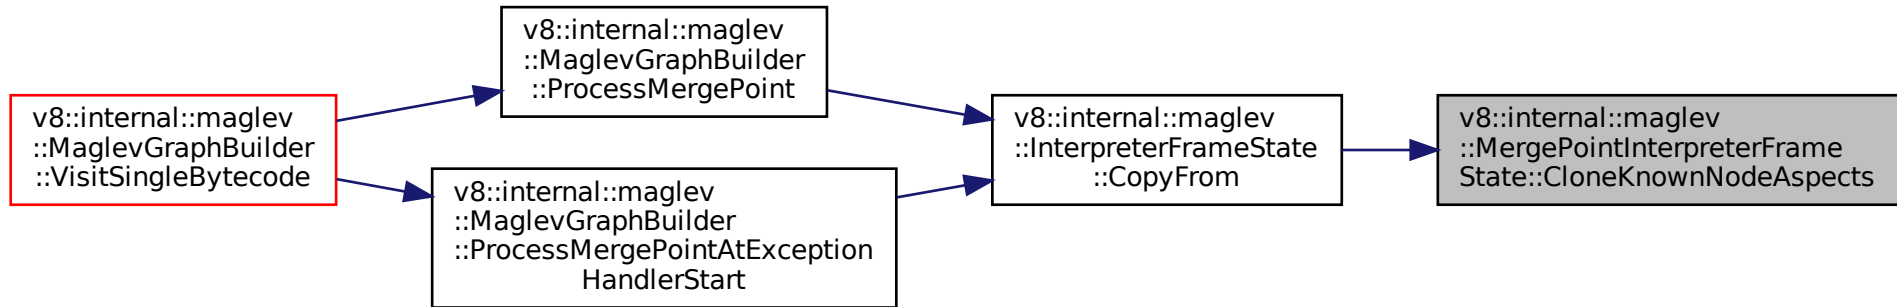 v8::internal::maglev
::MaglevGraphBuilder
::VisitSingleBytecode
v8::internal::maglev
::MaglevGraphBuilder
::ProcessMergePoint
v8::internal::maglev
::MaglevGraphBuilder
::ProcessMergePointAtException
HandlerStart
v8::internal::maglev
::InterpreterFrameState
::CopyFrom
v8::internal::maglev
::MergePointInterpreterFrame
State::CloneKnownNodeAspects